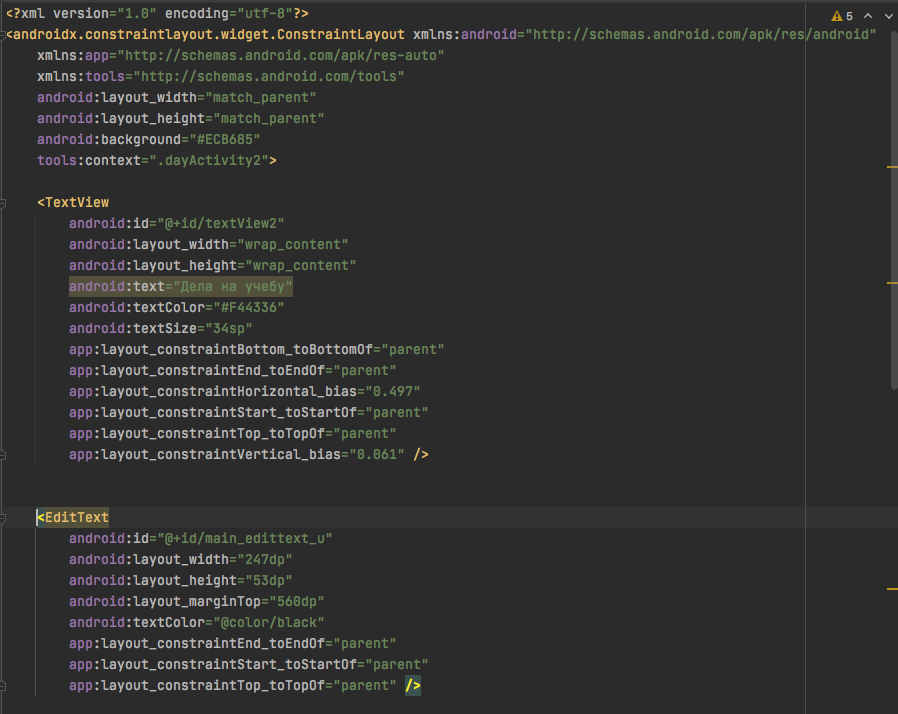 <?xml version="1.0" encoding="utf-8"?>
5
<androidx.constraintlayout.widget.ConstraintLayout xmlns:android="http://schemas.android.com/apk/res/android"
    xmlns:app="http://schemas.android.com/apk/res-auto"
    xmlns:tools="http://schemas.android.com/tools"
    android:layout_width="match_parent"
    android:layout_height="match_parent"
    android:background="#ECB685"
    tools:context=".dayActivity2">

    <TextView
        android:id="@+id/textView2"
        android:layout_width="wrap_content"
        android:layout_height="wrap_content"
        android:text="Дела на учебу"
        android:textColor="#F44336"
        android:textSize="34sp"
        app:layout_constraintBottom_toBottomOf="parent"
        app:layout_constraintEnd_toEndOf="parent"
        app:layout_constraintHorizontal_bias="0.497"
        app:layout_constraintStart_toStartOf="parent"
        app:layout_constraintTop_toTopOf="parent"
        app:layout_constraintVertical_bias="0.061" />

    <EditText
        android:id="@+id/main_edittext_u"
        android:layout_width="247dp"
        android:layout_height="53dp"
        android:layout_marginTop="560dp"
        android:textColor="@color/black"
        app:layout_constraintEnd_toEndOf="parent"
        app:layout_constraintStart_toStartOf="parent"
        app:layout_constraintTop_toTopOf="parent" />